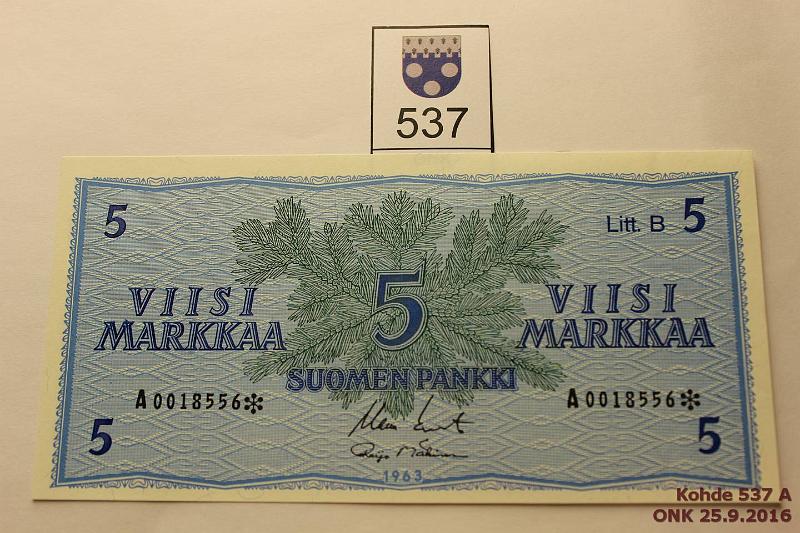 537
5
Litt. B 5
VIISI
MARKKAA
5
VIISI
MARKKAA
SUOMEN PANKKI
A0018556*
A0018556*
5
5
1963
Kohde 537 A
ONK 25.9.2016